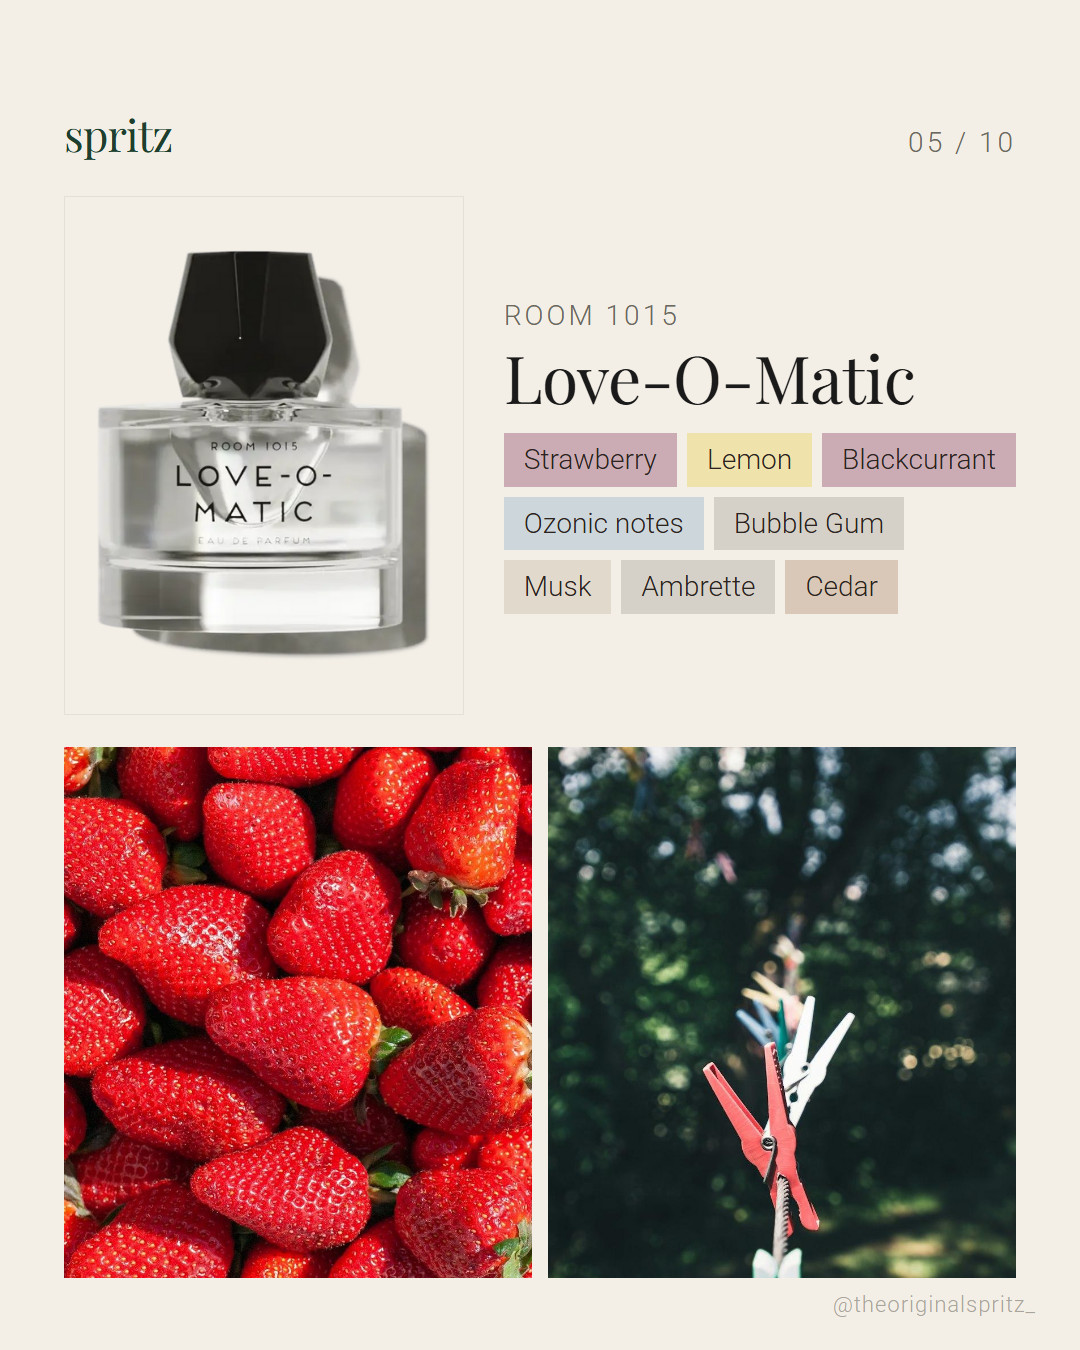 spritz
05 / 10
ROOM 1015
LOVE-O-
MATIC
EAU DE PARFUM
ROOM 1015
Love-O-Matic
Strawberry Lemon Blackcurrant
Ozonic notes Bubble Gum
Musk Ambrette Cedar
@theoriginalspritz_